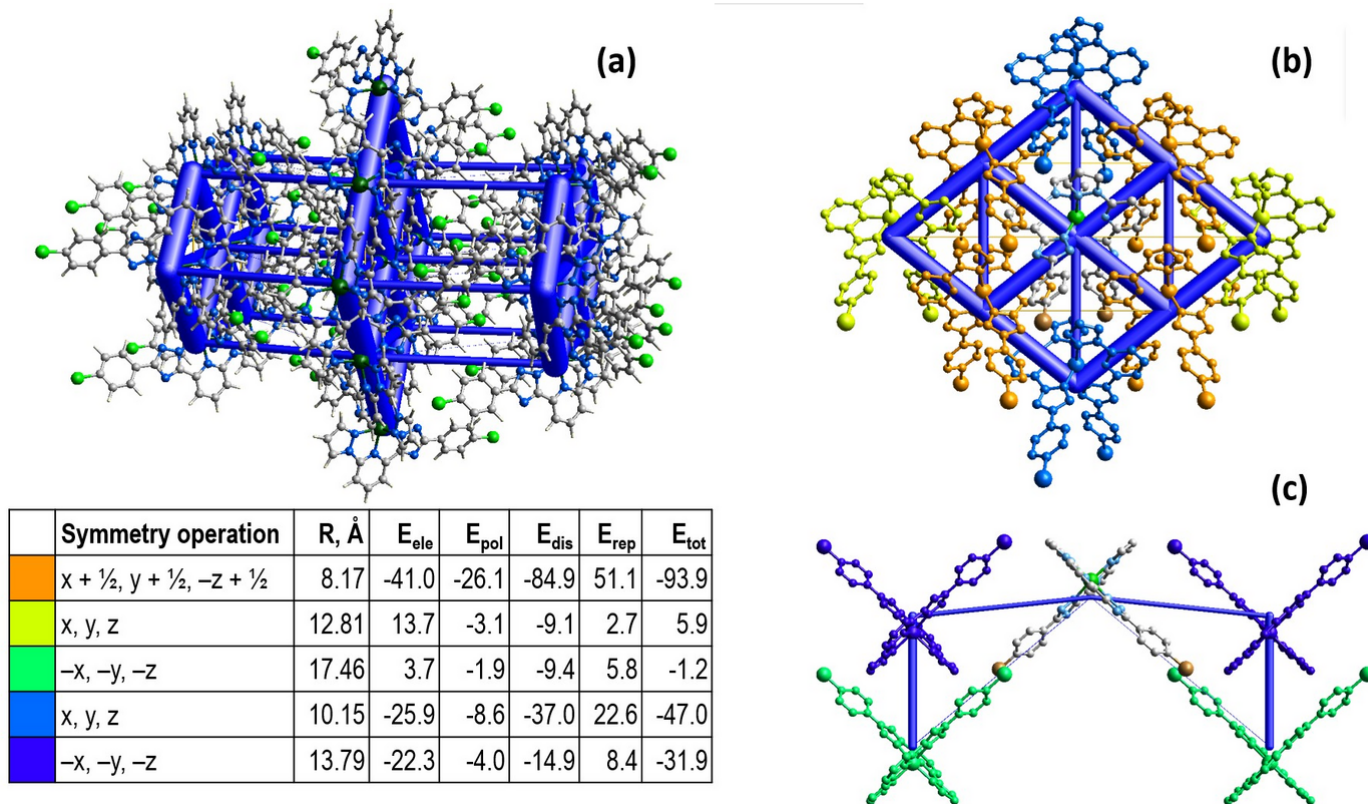 (a)
(b)
(c)
Symmetry operation R, Å E_ele E_pol E_dis E_rep E_tot
x + ½, y + ½, –z + ½ 8.17 -41.0 -26.1 -84.9 51.1 -93.9
x, y, z 12.81 13.7 -3.1 -9.1 2.7 5.9
–x, –y, –z 17.46 3.7 -1.9 -9.4 5.8 -1.2
x, y, z 10.15 -25.9 -8.6 -37.0 22.6 -47.0
–x, –y, –z 13.79 -22.3 -4.0 -14.9 8.4 -31.9